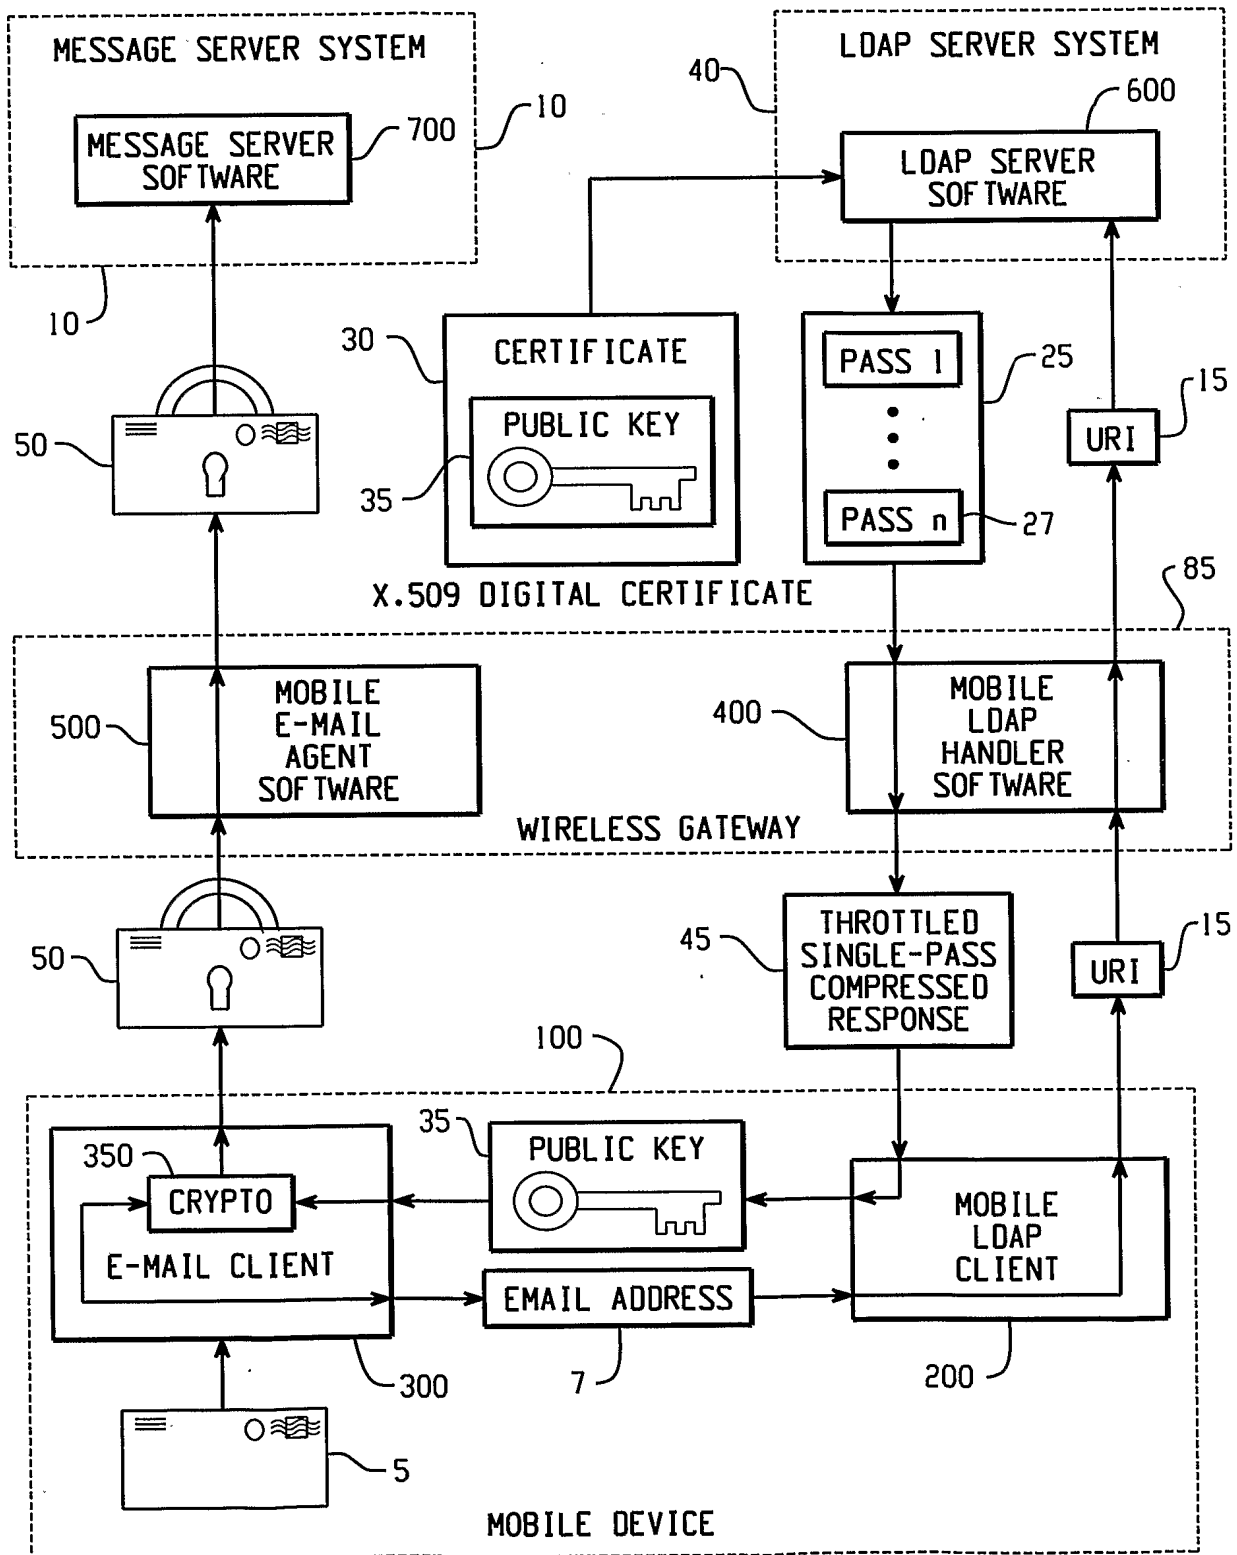 MESSAGE SERVER SYSTEM
LDAP SERVER SYSTEM
40
600
10
700
MESSAGE SERVER
SOFTWARE
LDAP SERVER
SOFTWARE
10
30
CERTIFICATE
PASS 1
25
15
PUBLIC KEY
URI
50
35
PASS n
27
X.509 DIGITAL CERTIFICATE
85
500
MOBILE
E-MAIL
AGENT
SOFTWARE
400
MOBILE
LDAP
HANDLER
SOFTWARE
WIRELESS GATEWAY
50
45
THROTTLED
SINGLE-PASS
COMPRESSED
RESPONSE
15
URI
100
35
PUBLIC KEY
350
CRYPTO
E-MAIL CLIENT
MOBILE
LDAP
CLIENT
EMAIL ADDRESS
300
7
200
5
MOBILE DEVICE